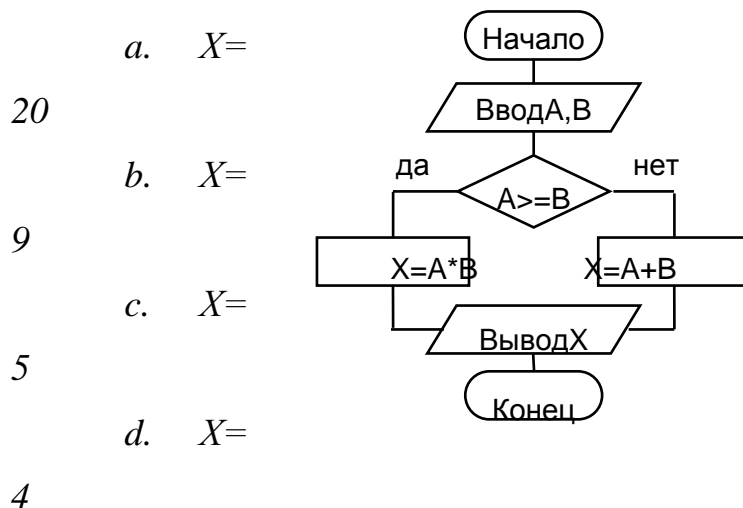 a. X=
20
b. X=
9
c. X=
5
d. X=
4
Начало
ВводA,B
да
нет
A>=B
X=A*B
X=A+B
ВыводX
Конец